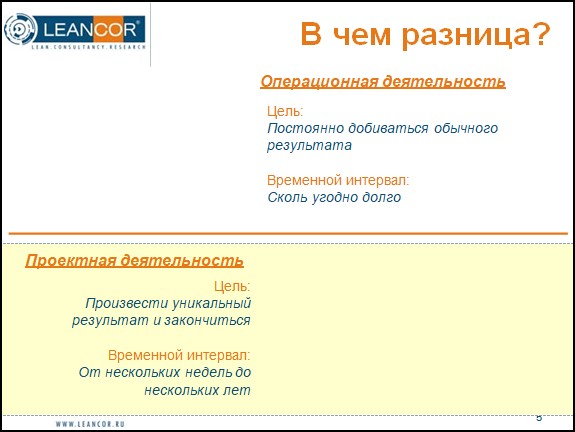 LEANCOR®
LEAN.CONSULTANCY.RESEARCH
В чем разница?
Операционная деятельность
Цель:
Постоянно добиваться обычного
результата
Временной интервал:
Сколь угодно долго
Проектная деятельность
Цель:
Произвести уникальный
результат и закончиться
Временной интервал:
От нескольких недель до
нескольких лет
WWW.LEANCOR.RU
5